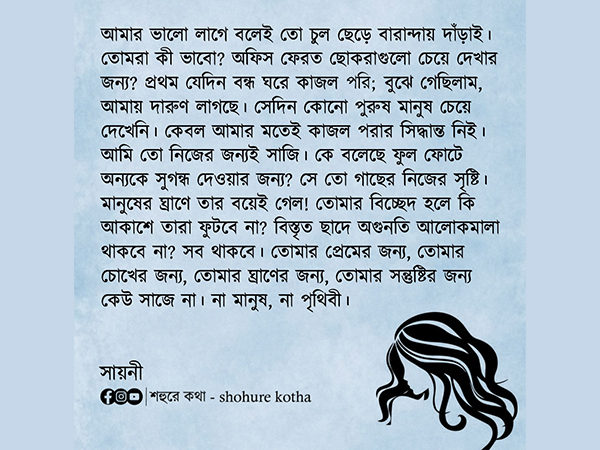 আমার ভালো লাগে বলেই তো চুল ছেড়ে বারান্দায় দাঁড়াই।
তোমরা কী ভাবো? অফিস ফেরত ছোকরাগুলো চেয়ে দেখার
জন্য? প্রথম যেদিন বন্ধ ঘরে কাজল পরি; বুঝে গেছিলাম,
আমায় দারুণ লাগছে। সেদিন কোনো পুরুষ মানুষ চেয়ে
দেখেনি। কেবল আমার মতেই কাজল পরার সিদ্ধান্ত নিই।
আমি তো নিজের জন্যই সাজি। কে বলেছে ফুল ফোটে
অন্যকে সুগন্ধ দেওয়ার জন্য? সে তো গাছের নিজের সৃষ্টি।
মানুষের ঘ্রাণে তার বয়েই গেল! তোমার বিচ্ছেদ হলে কি
আকাশে তারা ফুটবে না? বিস্তৃত ছাদে অগুনতি আলোকমালা
থাকবে না? সব থাকবে। তোমার প্রেমের জন্য, তোমার
চোখের জন্য, তোমার ঘ্রাণের জন্য, তোমার সন্তুষ্টির জন্য
কেউ সাজে না। না মানুষ, না পৃথিবী।
সায়নী
শহুরে কথা - shohure kotha